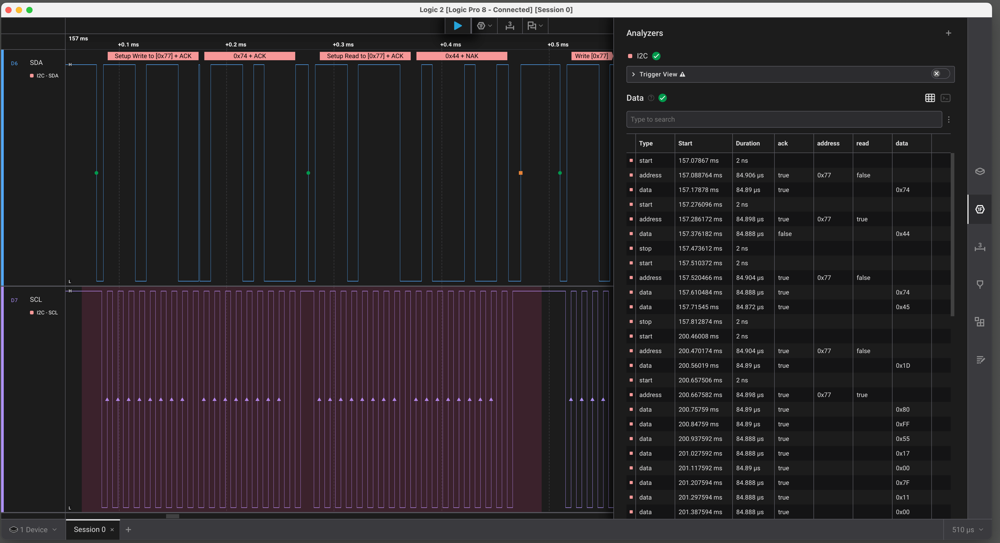 Logic 2 [Logic Pro 8 - Connected] [Session 0]
157 ms
+0.1 ms +0.2 ms +0.3 ms +0.4 ms +0.5 ms
Setup Write to [0x77] + ACK 0x74 + ACK Setup Read to [0x77] + ACK 0x44 + NAK Write [0x77]
D6 SDA H
I2C - SDA
L
D7 SCL H
I2C - SCL
L
Analyzers +
I2C
Trigger View
Data
Type to search
Type Start Duration ack address read data
start 157.07867 ms 2 ns
address 157.088764 ms 84.906 µs true 0x77 false
data 157.17878 ms 84.89 µs true 0x74
start 157.276096 ms 2 ns
address 157.286172 ms 84.898 µs true 0x77 true
data 157.376182 ms 84.888 µs false 0x44
stop 157.473612 ms 2 ns
start 157.510372 ms 2 ns
address 157.520466 ms 84.904 µs true 0x77 false
data 157.610484 ms 84.888 µs true 0x74
data 157.71545 ms 84.872 µs true 0x45
stop 157.812874 ms 2 ns
start 200.46008 ms 2 ns
address 200.470174 ms 84.904 µs true 0x77 false
data 200.56019 ms 84.89 µs true 0x1D
start 200.657506 ms 2 ns
address 200.667582 ms 84.898 µs true 0x77 true
data 200.75759 ms 84.89 µs true 0x80
data 200.84759 ms 84.89 µs true 0xFF
data 200.937592 ms 84.888 µs true 0x55
data 201.027592 ms 84.888 µs true 0x17
data 201.117592 ms 84.89 µs true 0x00
data 201.207594 ms 84.888 µs true 0x7F
data 201.297594 ms 84.888 µs true 0x11
data 201.387594 ms 84.888 µs true 0x00
1 Device Session 0 × + 510 µs